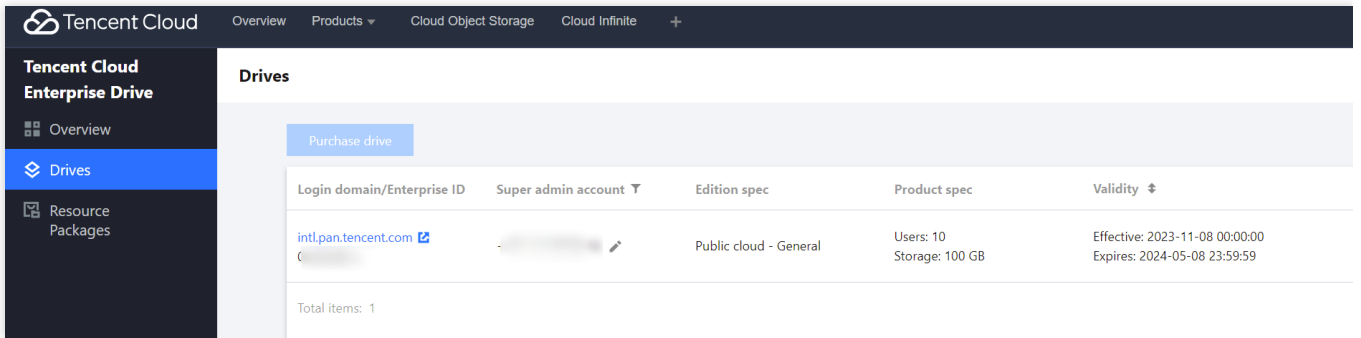 Tencent Cloud
Overview Products Cloud Object Storage Cloud Infinite +
Tencent Cloud
Enterprise Drive
Overview
Drives
Resource
Packages
Drives
Purchase drive
Login domain/Enterprise ID Super admin account Edition spec Product spec Validity
intl.pan.tencent.com Public cloud - General Users: 10 Effective: 2023-11-08 00:00:00
Storage: 100 GB Expires: 2024-05-08 23:59:59
Total items: 1